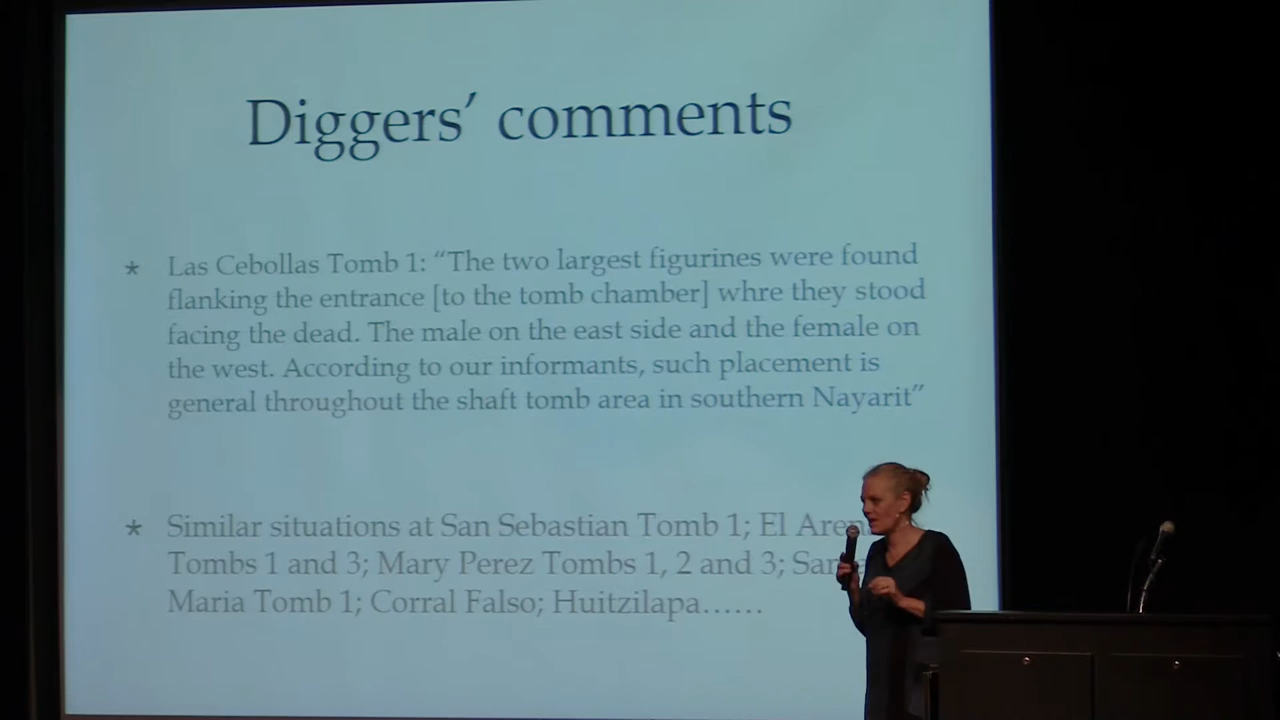 Diggers’ comments
* Las Cebollas Tomb 1: “The two largest figurines were found
flanking the entrance [to the tomb chamber] whre they stood
facing the dead. The male on the east side and the female on
the west. According to our informants, such placement is
general throughout the shaft tomb area in southern Nayarit”
* Similar situations at San Sebastian Tomb 1; El
Tombs 1 and 3; Mary Perez Tombs 1, 2 and 3;
Maria Tomb 1; Corral Falso; Huitzilapa……